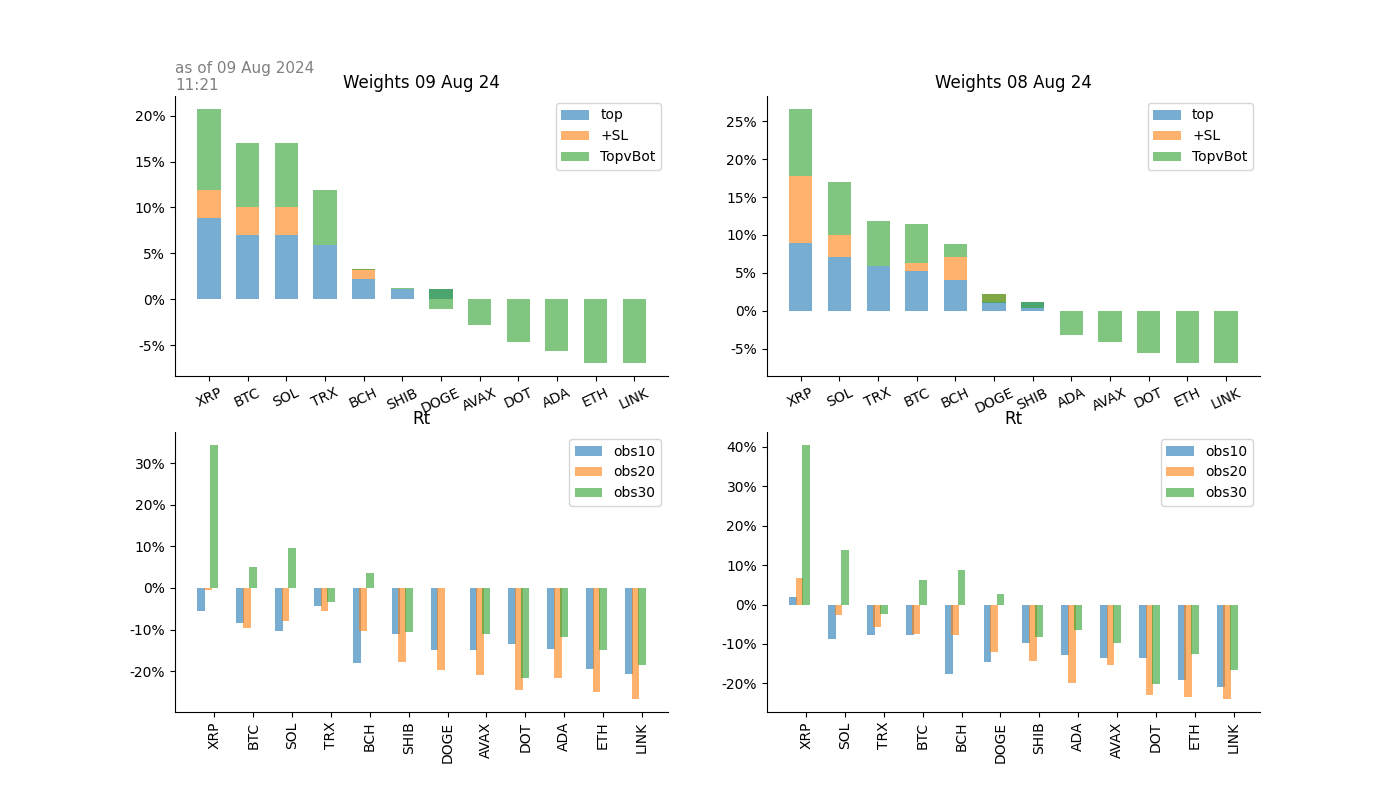 as of 09 Aug 2024
11:21
Weights 09 Aug 24
20%
15%
10%
5%
0%
-5%
top
+SL
TopvBot
XRP BTC SOL TRX BCH SHIB DOGE AVAX DOT ADA ETH LINK
Weights 08 Aug 24
25%
20%
15%
10%
5%
0%
-5%
top
+SL
TopvBot
XRP SOL TRX BTC BCH DOGE SHIB ADA AVAX DOT ETH LINK
Rt
30%
20%
10%
0%
-10%
-20%
obs10
obs20
obs30
XRP BTC SOL TRX BCH SHIB DOGE AVAX DOT ADA ETH LINK
Rt
40%
30%
20%
10%
0%
-10%
-20%
obs10
obs20
obs30
XRP SOL TRX BTC BCH DOGE SHIB ADA AVAX DOT ETH LINK